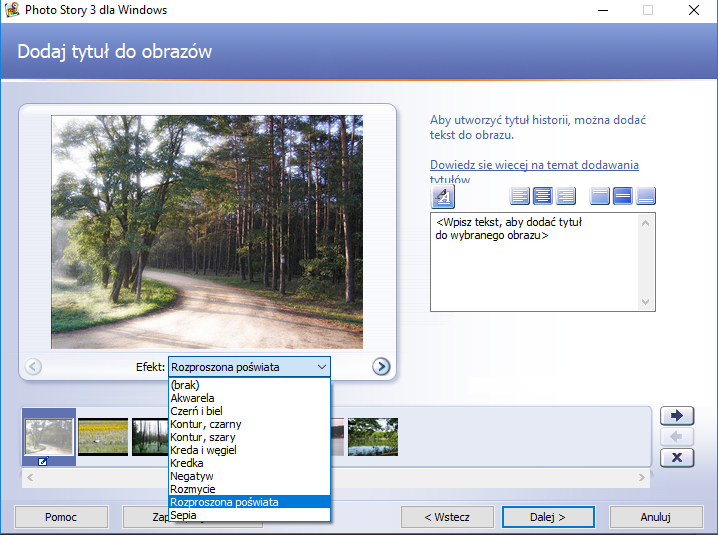 Photo Story 3 dla Windows
Dodaj tytuł do obrazów
Aby utworzyć tytuł historii, można dodać
tekst do obrazu.
Dowiedz się więcej na temat dodawania
tytułów
A
<Wpisz tekst, aby dodać tytuł
do wybranego obrazu>
Efekt: Rozproszona poświata
(brak)
Akwarela
Czerń i biel
Kontur, czarny
Kontur, szary
Kreda i węgiel
Kredka
Negatyw
Rozmycie
Rozproszona poświata
Sepia
Pomoc
< Wstecz
Dalej >
Anuluj